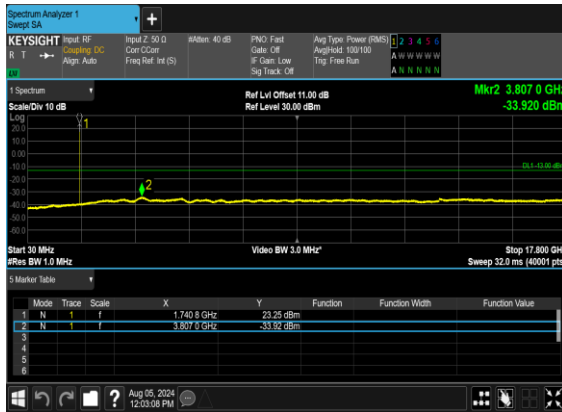 Spectrum Analyzer 1
Swept SA
+
KEYSIGHT Input: RF Input Z: 50 Ω #Atten: 40 dB PNO: Fast Avg Type: Power (RMS) 1 2 3 4 5 6
R T Coupling: DC Corr CCorr Gate: Off Avg|Hold: 100/100 A W W W W W
Align: Auto Freq Ref: Int (S) IF Gain: Low Trig: Free Run
Sig Track: Off A N N N N N
1 Spectrum Ref Lvl Offset 11.00 dB Mkr2 3.807 0 GHz
Scale/Div 10 dB Ref Level 30.00 dBm -33.920 dBm
Log
20.0
10.0
0.00
-10.0
-20.0
-30.0
-40.0
-50.0
-60.0
1
DL1 -13.00 dBm
2
Start 30 MHz Video BW 3.0 MHz* Stop 17.800 GHz
#Res BW 1.0 MHz Sweep 32.0 ms (40001 pts)
5 Marker Table
Mode Trace Scale X Y Function Function Width Function Value
1 N 1 f 1.740 8 GHz 23.25 dBm
2 N 1 f 3.807 0 GHz -33.92 dBm
3
4
5
6
? Aug 05, 2024
12:03:08 PM